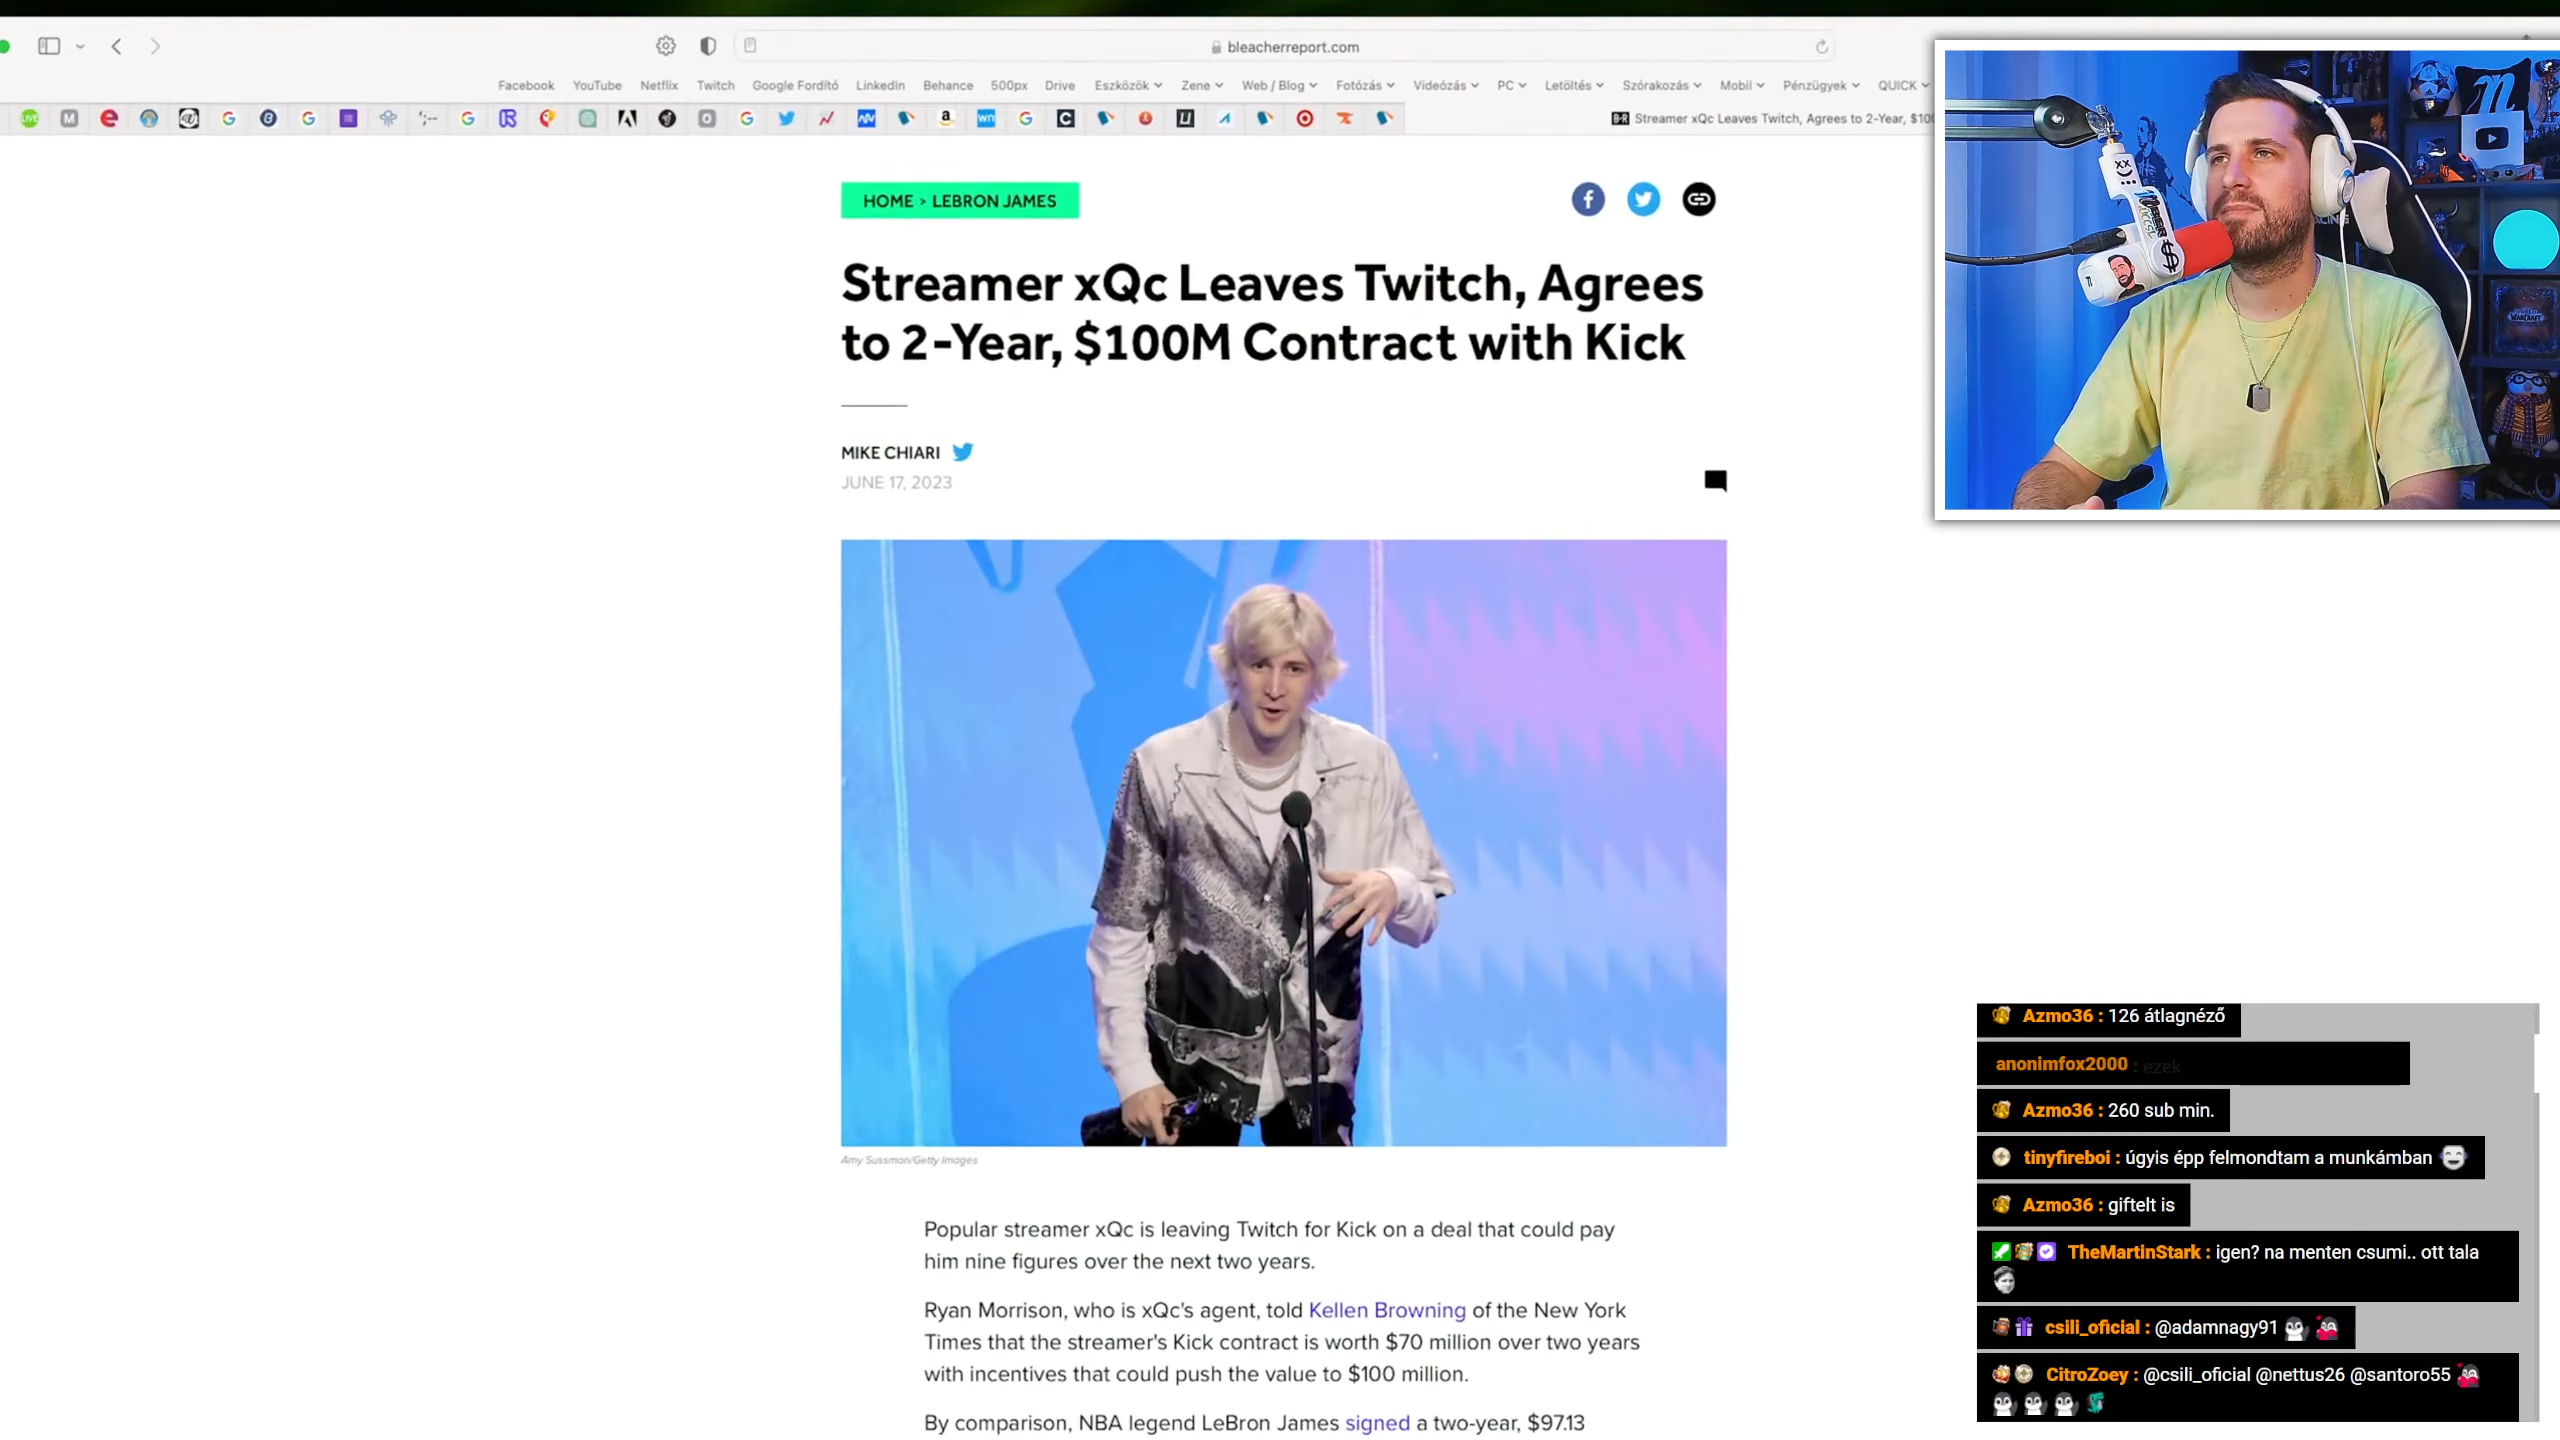 bleacherreport.com
Facebook YouTube Netflix Twitch Google Fordító LinkedIn Behance 500px Drive Eszközök Zene Web / Blog Fotózás Videózás PC Letöltés Szórakozás Mobil Pénzügyek QUICK
Streamer xQc Leaves Twitch, Agrees to 2-Year, $10
HOME > LEBRON JAMES
Streamer xQc Leaves Twitch, Agrees
to 2-Year, $100M Contract with Kick
MIKE CHIARI
JUNE 17, 2023
Amy Sussman/Getty Images
Popular streamer xQc is leaving Twitch for Kick on a deal that could pay
him nine figures over the next two years.
Ryan Morrison, who is xQc's agent, told Kellen Browning of the New York
Times that the streamer's Kick contract is worth $70 million over two years
with incentives that could push the value to $100 million.
By comparison, NBA legend LeBron James signed a two-year, $97.13
Azmo36 : 126 átlagnéző
anonimfox2000 : ezek
Azmo36 : 260 sub min.
tinyfireboi : úgyis épp felmondtam a munkámban
Azmo36 : giftelt is
TheMartinStark : igen? na menten csumi.. ott tala
csili_oficial : @adamnagy91
CitroZoey : @csili_oficial @nettus26 @santoro55